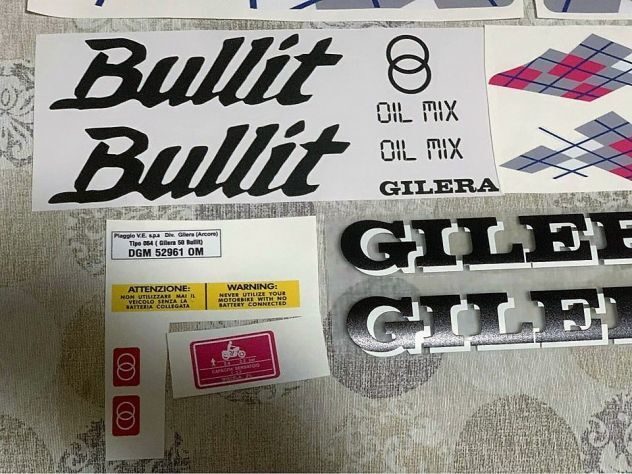 Bullit
OIL MIX
Bullit
OIL MIX
GILERA
Piaggio V.E. s.p.a Div. Gilera (Arcore)
Tipo 064 ( Gilera 50 Bullit)
DGM 52961 OM
ATTENZIONE:
NON UTILIZZARE MAI IL
VEICOLO SENZA LA
BATTERIA COLLEGATA
WARNING:
NEVER UTILIZE YOUR
MOTORBIKE WITH NO
BATTERY CONNECTED
CAPACITA' SERBATOIO
GILE
GILE